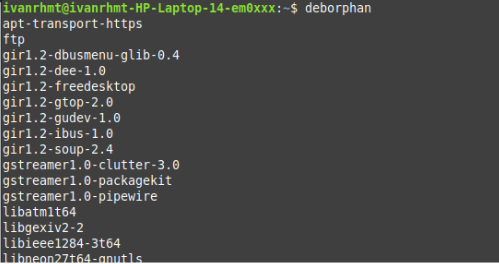 ivanrhmt@ivanrhmt-HP-Laptop-14-em0xxx:~$ deborphan
apt-transport-https
ftp
gir1.2-dbusmenu-glib-0.4
gir1.2-dee-1.0
gir1.2-freedesktop
gir1.2-gtop-2.0
gir1.2-gudev-1.0
gir1.2-ibus-1.0
gir1.2-soup-2.4
gstreamer1.0-clutter-3.0
gstreamer1.0-packagekit
gstreamer1.0-pipewire
libatm1t64
libgexiv2-2
libieee1284-3t64
libneon27t64-gnutls